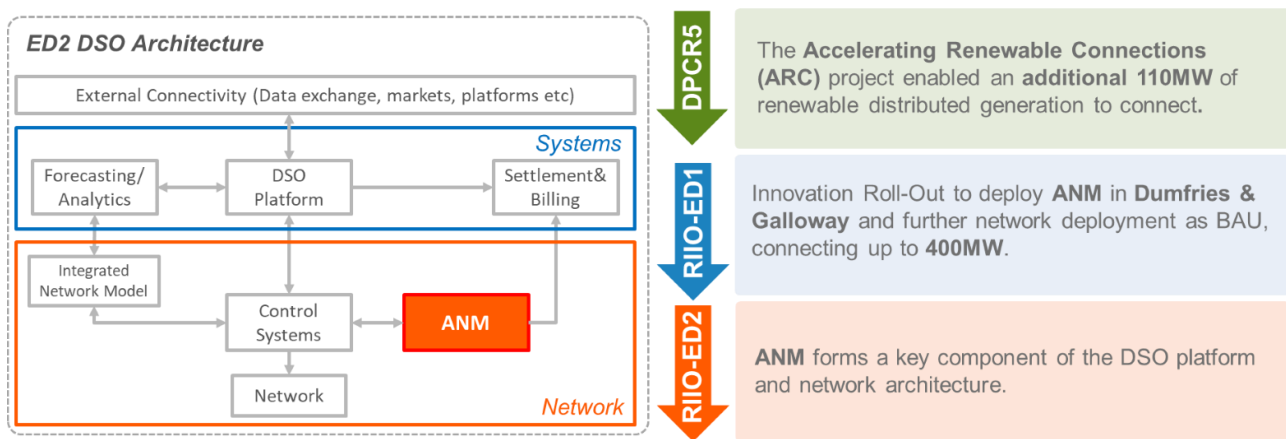 ED2 DSO Architecture
External Connectivity (Data exchange, markets, platforms etc)
Systems
Forecasting/
Analytics
DSO
Platform
Settlement&
Billing
Integrated
Network Model
Control
Systems
ANM
Network
Network
DPCR5
The Accelerating Renewable Connections
(ARC) project enabled an additional 110MW of
renewable distributed generation to connect.
RIIO-ED1
Innovation Roll-Out to deploy ANM in Dumfries &
Galloway and further network deployment as BAU,
connecting up to 400MW.
RIIO-ED2
ANM forms a key component of the DSO platform
and network architecture.